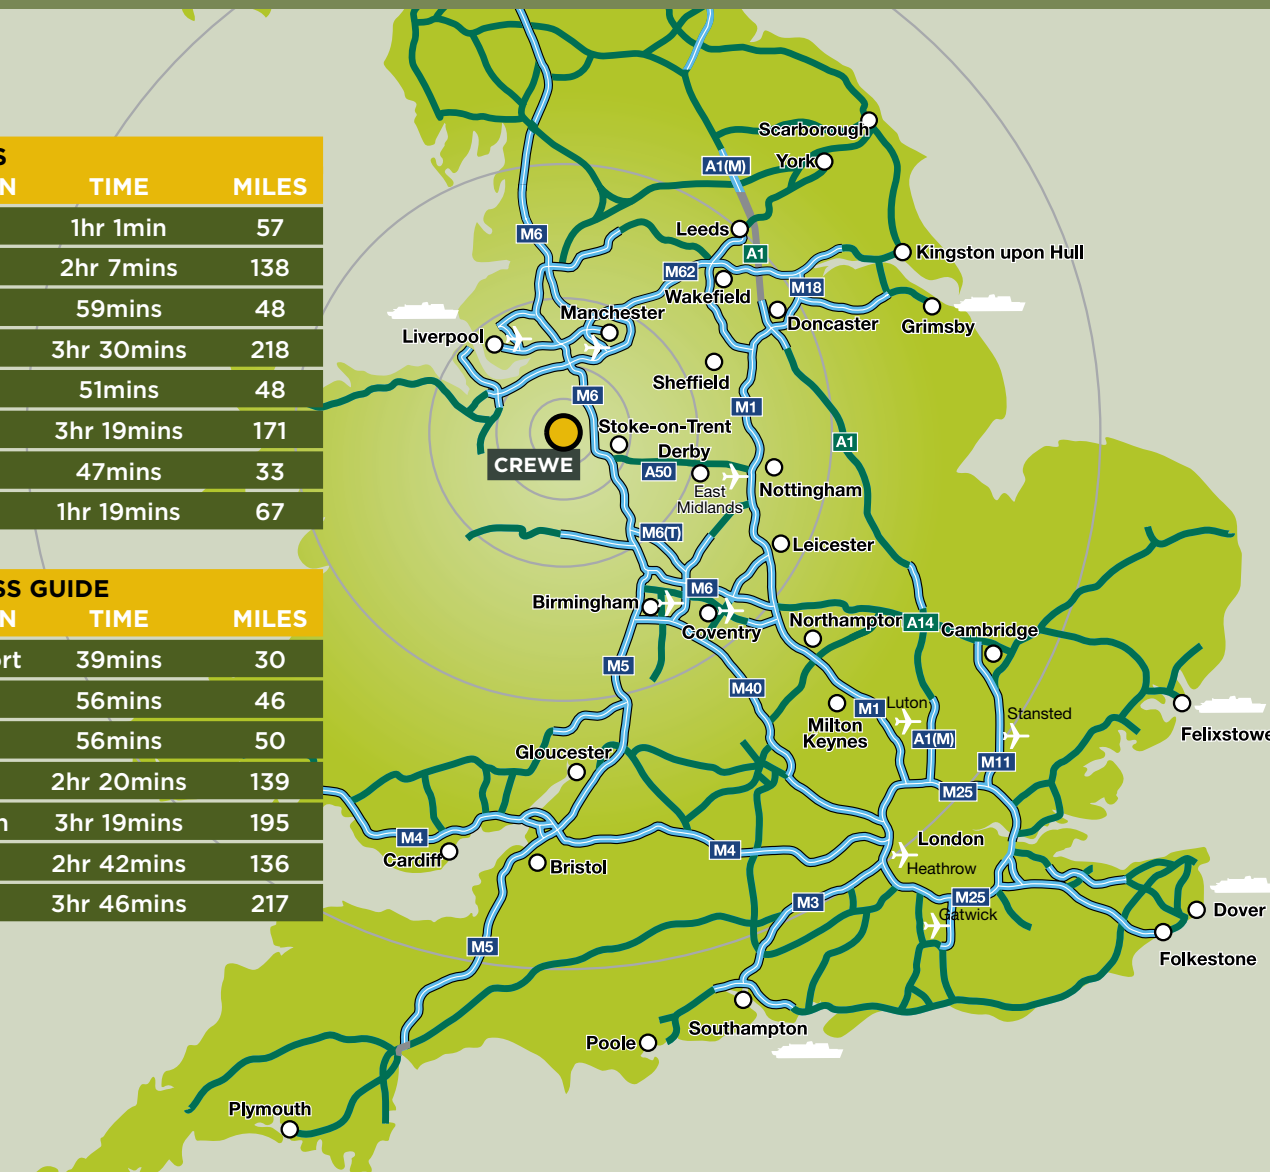 S
N TIME MILES
1hr 1min 57
2hr 7mins 138
59mins 48
3hr 30mins 218
51mins 48
3hr 19mins 171
47mins 33
1hr 19mins 67
SS GUIDE
N TIME MILES
ort 39mins 30
56mins 46
56mins 50
2hr 20mins 139
n 3hr 19mins 195
2hr 42mins 136
3hr 46mins 217
Scarborough
A1(M)
York
Leeds
M6
A1
Kingston upon Hull
M62
M18
Wakefield
Manchester
Doncaster
Grimsby
Liverpool
Sheffield
M6
M1
Stoke-on-Trent
A1
Derby
CREWE
A50
East
Midlands
Nottingham
M6(T)
Leicester
M6
Birmingham
Coventry
Northampton
A14
Cambridge
M5
M40
M1
Luton
Milton
Keynes
Stansted
Felixstowe
A1(M)
Gloucester
M11
M25
M4
Cardiff
M4
London
Bristol
Heathrow
M3
M25
Gatwick
Dover
M5
Folkestone
Southampton
Poole
Plymouth